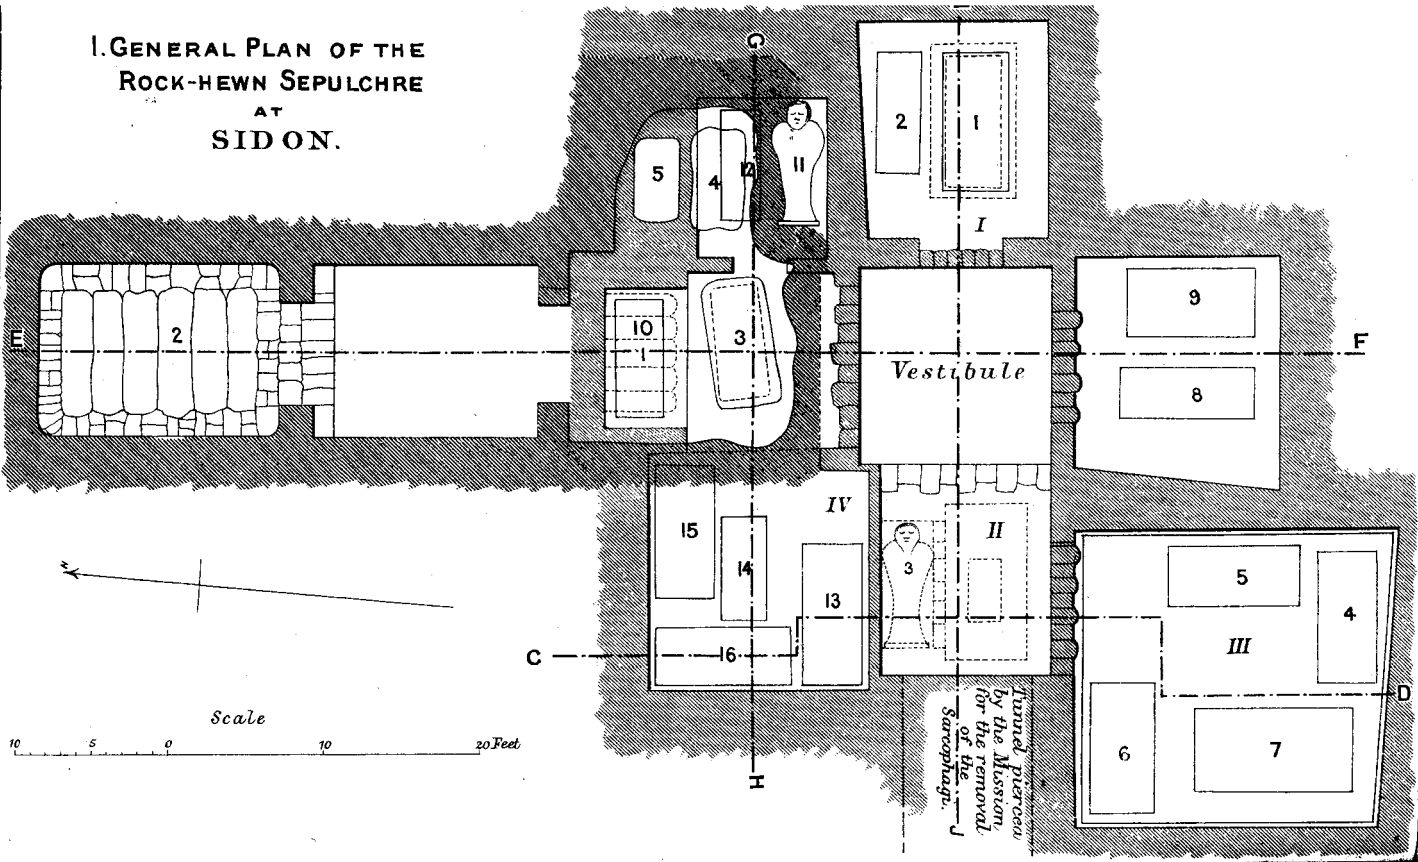 1. GENERAL PLAN OF THE
ROCK-HEWN SEPULCHRE
AT
SIDON.
I
G
2
1
I
5
4
12
11
E
2
10
1
3
Vestibule
9
8
F
15
IV
14
13
16
C
3
II
5
4
III
6
7
D
H
J
Tunnel pierced
by the Mission
for the removal
of the
Sarcophagi.
N
Scale
10 5 0 10 20 Feet